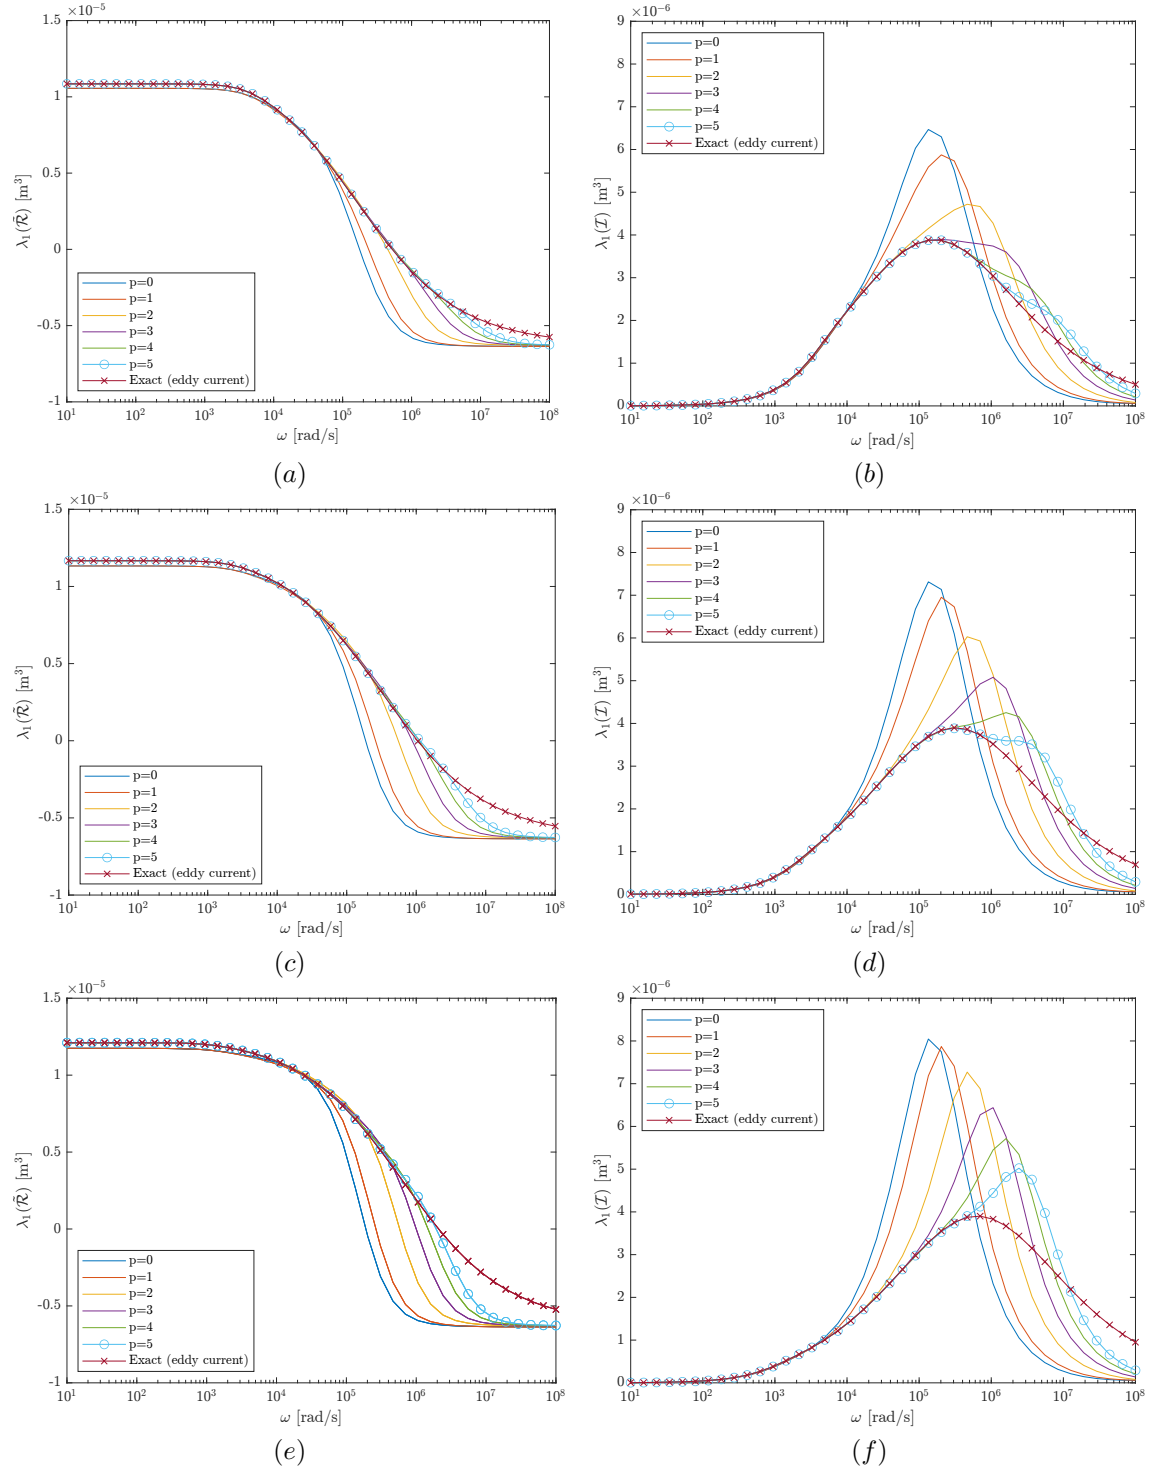 ×10⁻⁵
1.5
1
0.5
0
-0.5
-1
λ₁(R̃) [m³]
p=0
p=1
p=2
p=3
p=4
p=5
Exact (eddy current)
10¹ 10² 10³ 10⁴ 10⁵ 10⁶ 10⁷ 10⁸
ω [rad/s]
(a)
×10⁻⁶
9
8
7
6
5
4
3
2
1
0
λ₁(I) [m³]
p=0
p=1
p=2
p=3
p=4
p=5
Exact (eddy current)
10¹ 10² 10³ 10⁴ 10⁵ 10⁶ 10⁷ 10⁸
ω [rad/s]
(b)
×10⁻⁵
1.5
1
0.5
0
-0.5
-1
λ₁(R̃) [m³]
p=0
p=1
p=2
p=3
p=4
p=5
Exact (eddy current)
10¹ 10² 10³ 10⁴ 10⁵ 10⁶ 10⁷ 10⁸
ω [rad/s]
(c)
×10⁻⁶
9
8
7
6
5
4
3
2
1
0
λ₁(I) [m³]
p=0
p=1
p=2
p=3
p=4
p=5
Exact (eddy current)
10¹ 10² 10³ 10⁴ 10⁵ 10⁶ 10⁷ 10⁸
ω [rad/s]
(d)
×10⁻⁵
1.5
1
0.5
0
-0.5
-1
λ₁(R̃) [m³]
p=0
p=1
p=2
p=3
p=4
p=5
Exact (eddy current)
10¹ 10² 10³ 10⁴ 10⁵ 10⁶ 10⁷ 10⁸
ω [rad/s]
(e)
×10⁻⁶
9
8
7
6
5
4
3
2
1
0
λ₁(I) [m³]
p=0
p=1
p=2
p=3
p=4
p=5
Exact (eddy current)
10¹ 10² 10³ 10⁴ 10⁵ 10⁶ 10⁷ 10⁸
ω [rad/s]
(f)